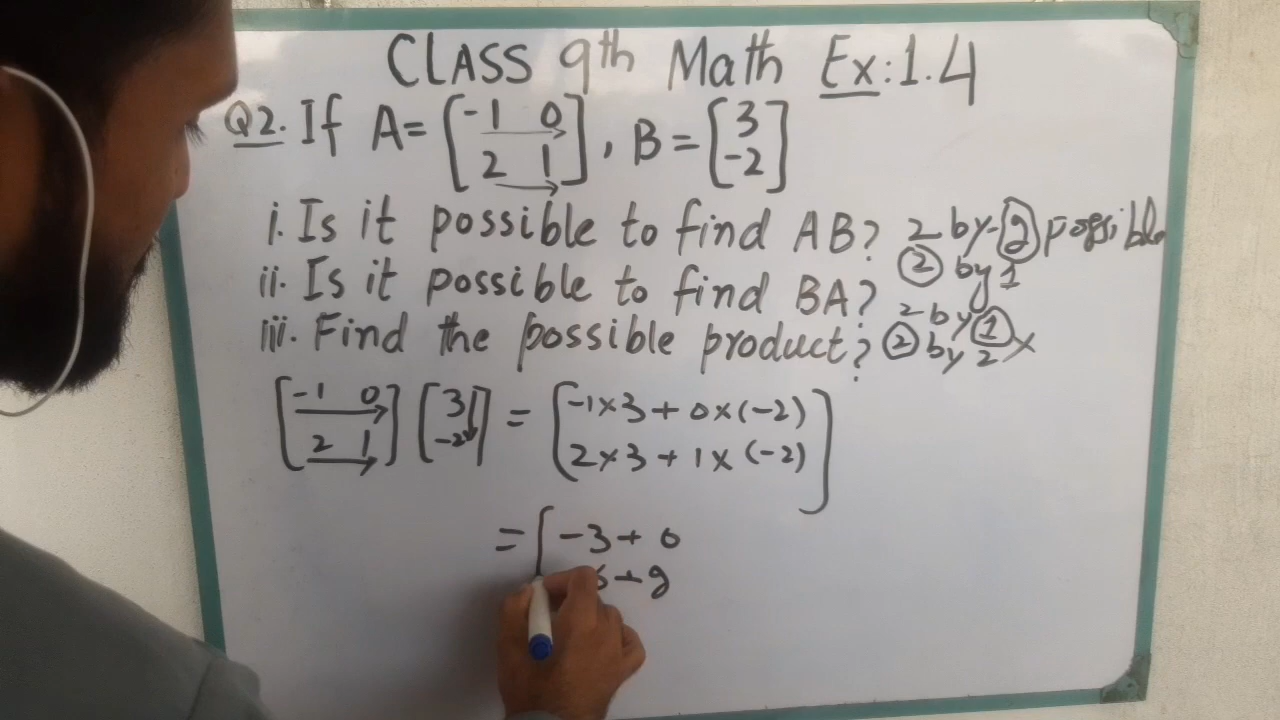 CLASS 9th Math Ex:1.4
Q2. If A= [-1 0 2 1], B = [3 -2]
i. Is it possible to find AB? 2 by 2 possible
2 by 1
ii. Is it possible to find BA? 2 by 1
iii. Find the possible product? 2 by 2 x
[-1 0 2 1] [3 -2] = [-1×3 + 0×(-2)
2×3 + 1×(-2)]
= [-3 + 0